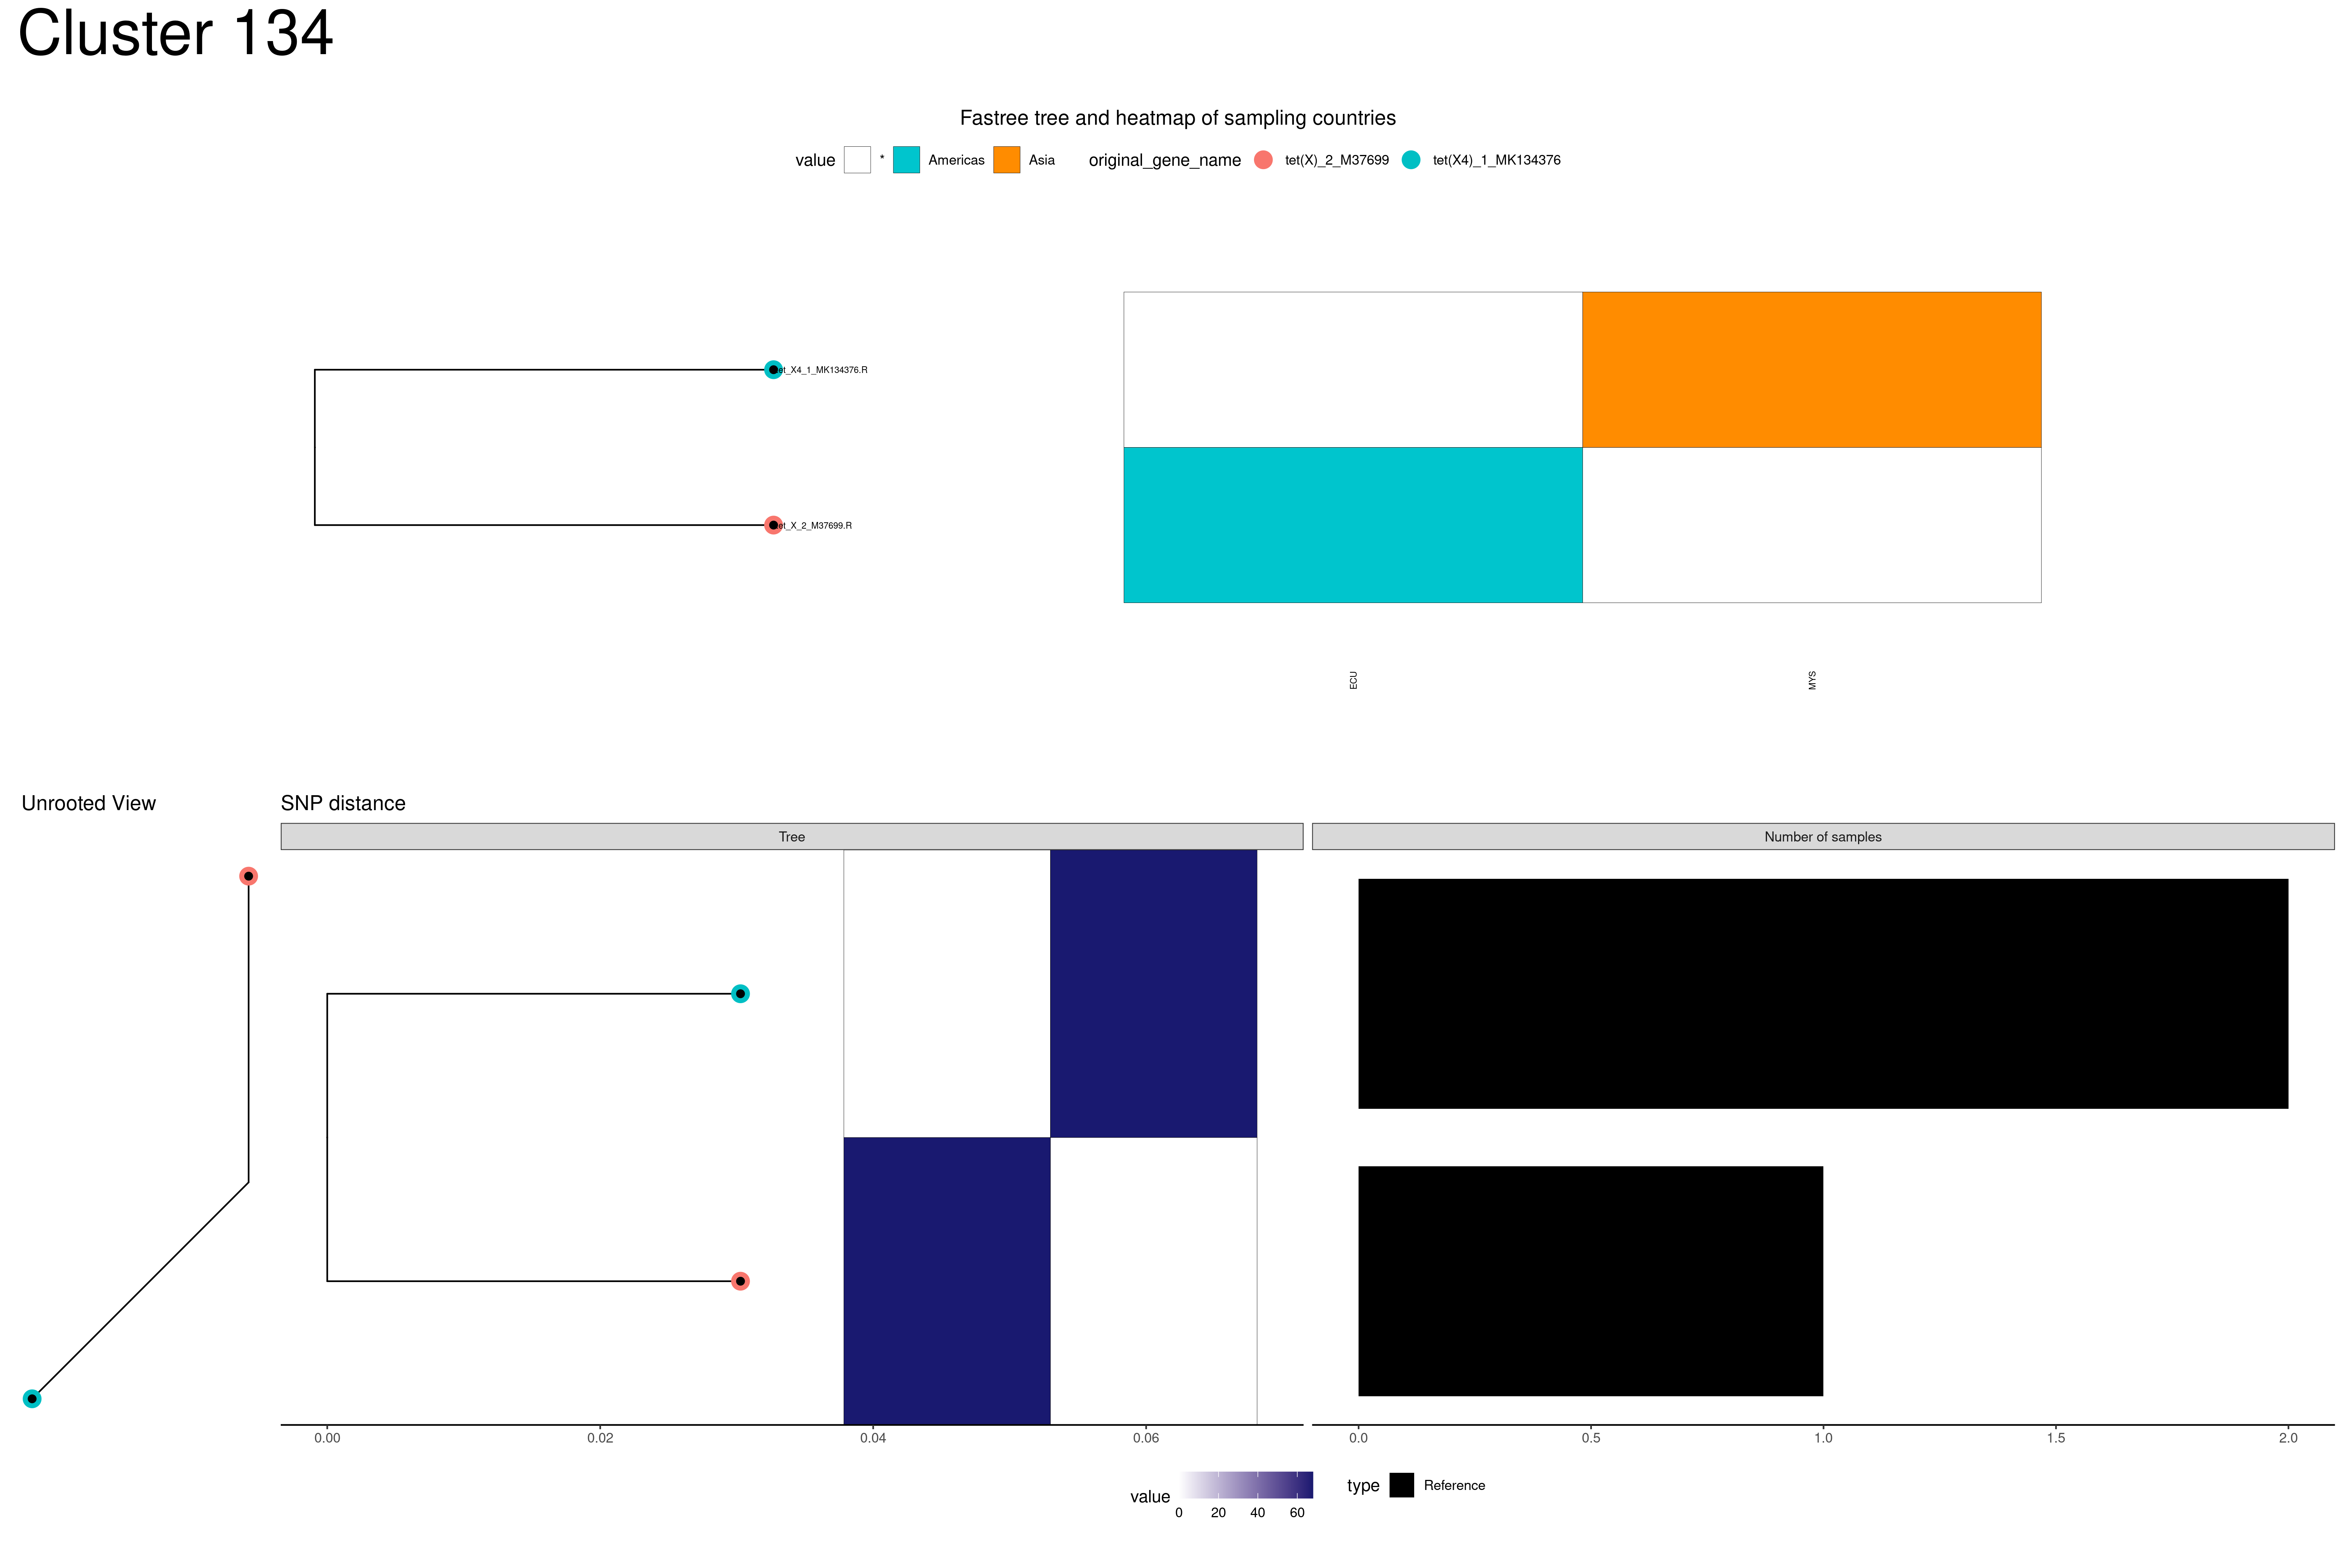 Cluster 134
Fastree tree and heatmap of sampling countries
value * Americas Asia original_gene_name tet(X)_2_M37699 tet(X4)_1_MK134376
tet_X4_1_MK134376.R
tet_X_2_M37699.R
ECU
MYS
Unrooted View
SNP distance
Tree
Number of samples
0.00 0.02 0.04 0.06
0.0 0.5 1.0 1.5 2.0
value
0 20 40 60
type Reference